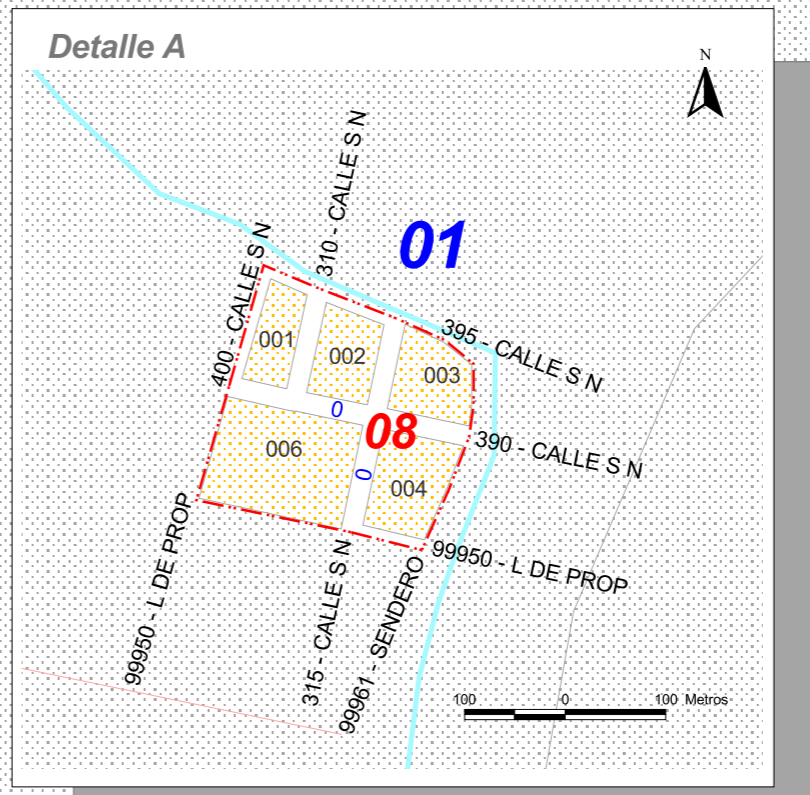 Detalle A
N
310 - CALLE S N
01
400 - CALLE S N
395 - CALLE S N
001
002
003
0
08
390 - CALLE S N
006
0
004
99950 - L DE PROP
99950 - L DE PROP
315 - CALLE S N
99961 - SENDERO
100 0 100 Metros